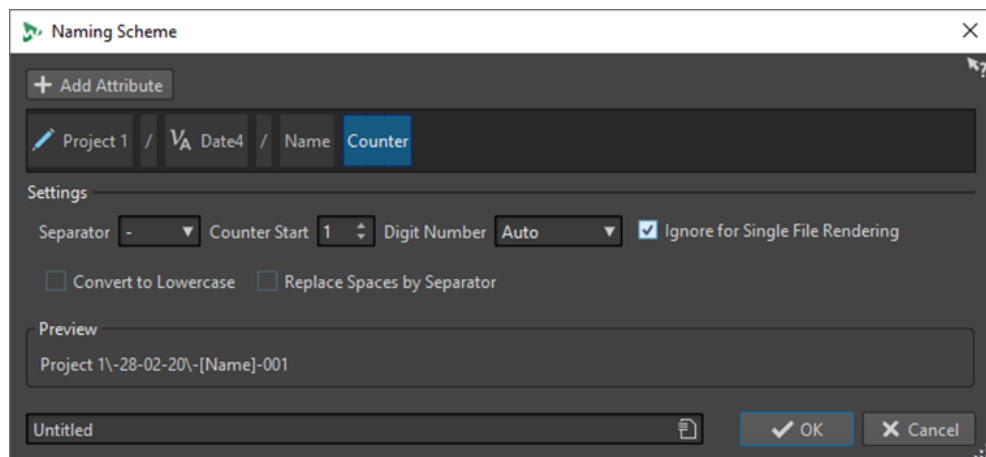 Naming Scheme
Add Attribute
Project 1 / Date4 / Name Counter
Settings
Separator - Counter Start 1 Digit Number Auto Ignore for Single File Rendering
Convert to Lowercase Replace Spaces by Separator
Preview
Project 1\-28-02-20\-[Name]-001
Untitled OK Cancel